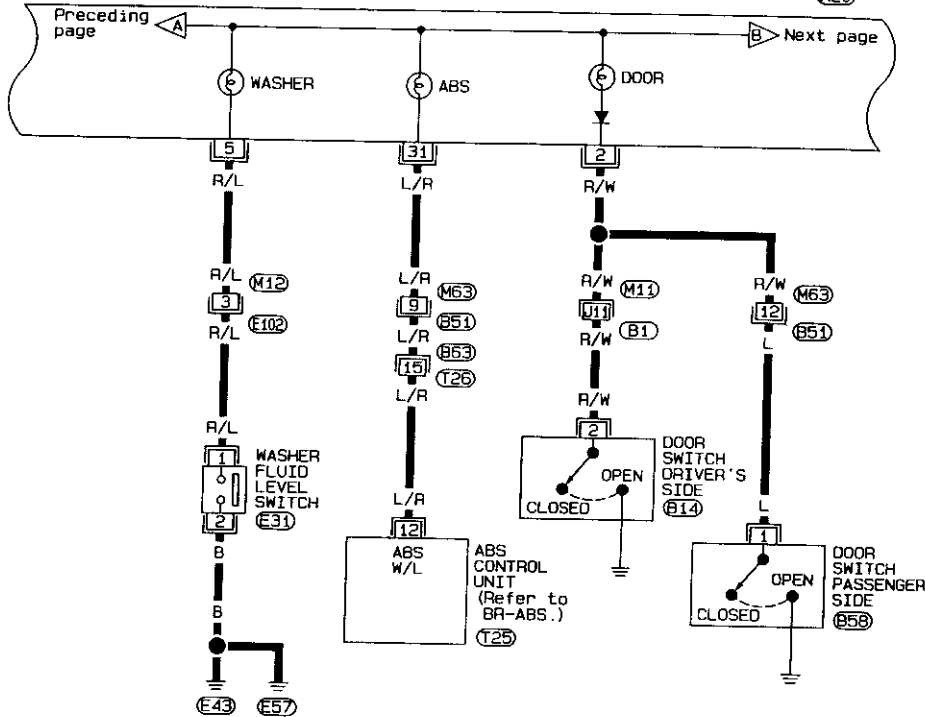 Preceding page
A
B
Next page
WASHER
ABS
DOOR
5
31
2
R/L
L/R
R/W
R/L
M12
3
E102
R/L
L/R
M63
9
B51
L/R
B63
15
T26
L/R
R/W
M11
U11
B1
R/W
R/W
M63
12
B51
L
R/L
1
WASHER
FLUID
LEVEL
SWITCH
E31
2
B
B
E43
E57
L/R
12
ABS
W/L
ABS
CONTROL
UNIT
(Refer to
BR-ABS.)
T25
R/W
2
OPEN
CLOSED
DOOR
SWITCH
DRIVER'S
SIDE
B14
L
1
OPEN
CLOSED
DOOR
SWITCH
PASSENGER
SIDE
B58